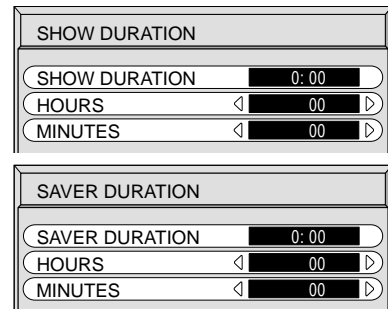 SHOW DURATION
SHOW DURATION 0: 00
HOURS 00
MINUTES 00
SAVER DURATION
SAVER DURATION 0: 00
HOURS 00
MINUTES 00